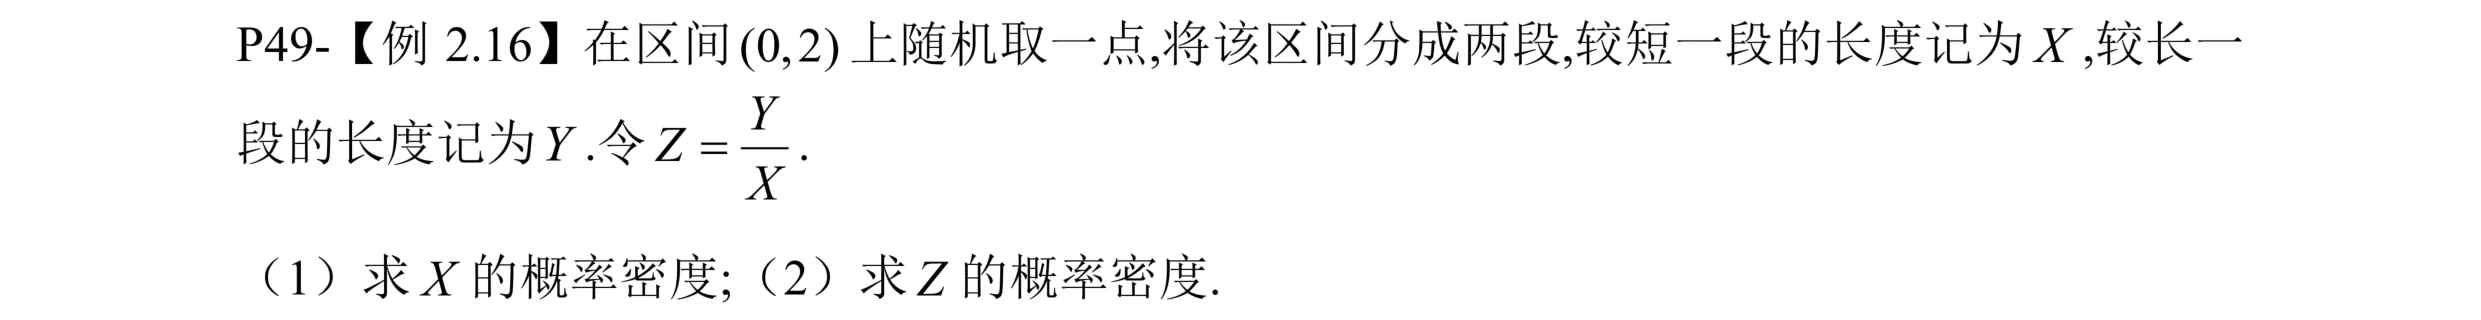 P49-【例 2.16】在区间(0,2)上随机取一点,将该区间分成两段,较短一段的长度记为 X ,较长一
段的长度记为Y .令 Z = Y/X .
（1）求 X 的概率密度;（2）求 Z 的概率密度.